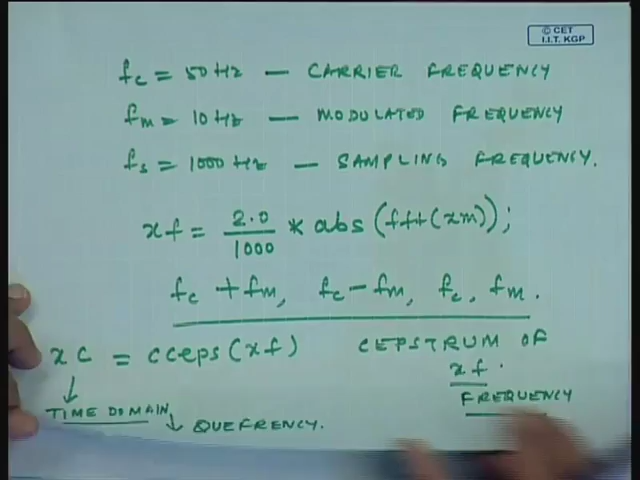 © CET
I.I.T. KGP
fc = 50 Hz — CARRIER FREQUENCY
fm = 10 Hz — MODULATED FREQUENCY
fs = 1000 Hz — SAMPLING FREQUENCY.
xf = 2.0/1000 * abs(fft(xm));
fc + fm, fc - fm, fc, fm.
xc = cceps(xf) CEPSTRUM OF
xf.
↓ FREQUENCY
TIME DOMAIN
↓ QUEFRENCY.